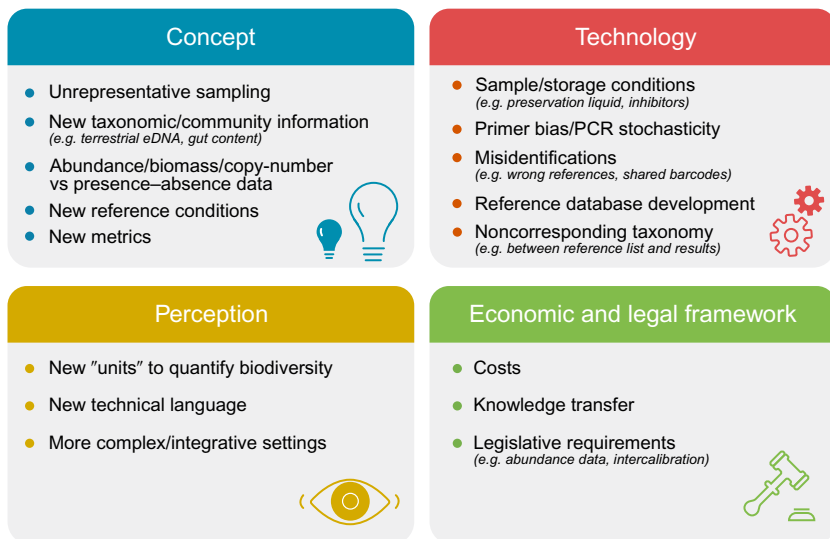 Concept
Unrepresentative sampling
New taxonomic/community information
(e.g. terrestrial eDNA, gut content)
Abundance/biomass/copy-number
vs presence–absence data
New reference conditions
New metrics
Technology
Sample/storage conditions
(e.g. preservation liquid, inhibitors)
Primer bias/PCR stochasticity
Misidentifications
(e.g. wrong references, shared barcodes)
Reference database development
Noncorresponding taxonomy
(e.g. between reference list and results)
Perception
New "units" to quantify biodiversity
New technical language
More complex/integrative settings
Economic and legal framework
Costs
Knowledge transfer
Legislative requirements
(e.g. abundance data, intercalibration)